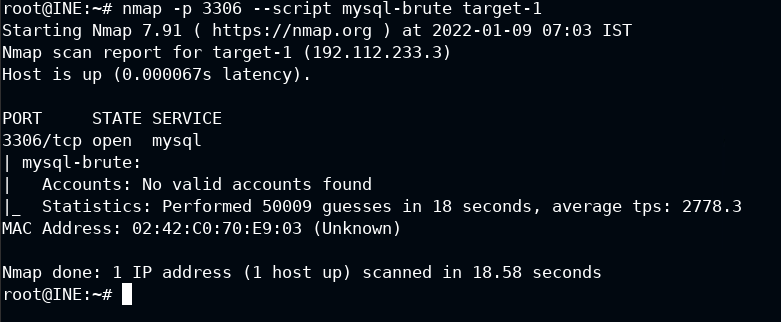 root@INE:~# nmap -p 3306 --script mysql-brute target-1
Starting Nmap 7.91 ( https://nmap.org ) at 2022-01-09 07:03 IST
Nmap scan report for target-1 (192.112.233.3)
Host is up (0.000067s latency).

PORT     STATE SERVICE
3306/tcp open  mysql
| mysql-brute:
|   Accounts: No valid accounts found
|_  Statistics: Performed 50009 guesses in 18 seconds, average tps: 2778.3
MAC Address: 02:42:C0:70:E9:03 (Unknown)

Nmap done: 1 IP address (1 host up) scanned in 18.58 seconds
root@INE:~#